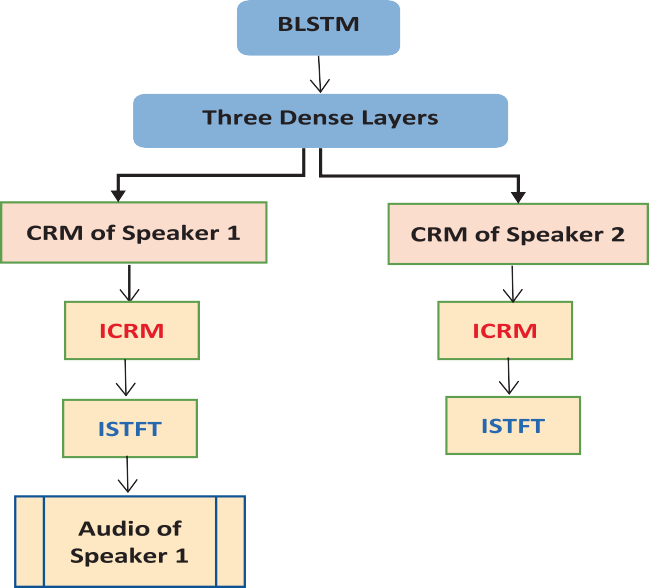 BLSTM
Three Dense Layers
CRM of Speaker 1
CRM of Speaker 2
ICRM
ICRM
ISTFT
ISTFT
Audio of
Speaker 1